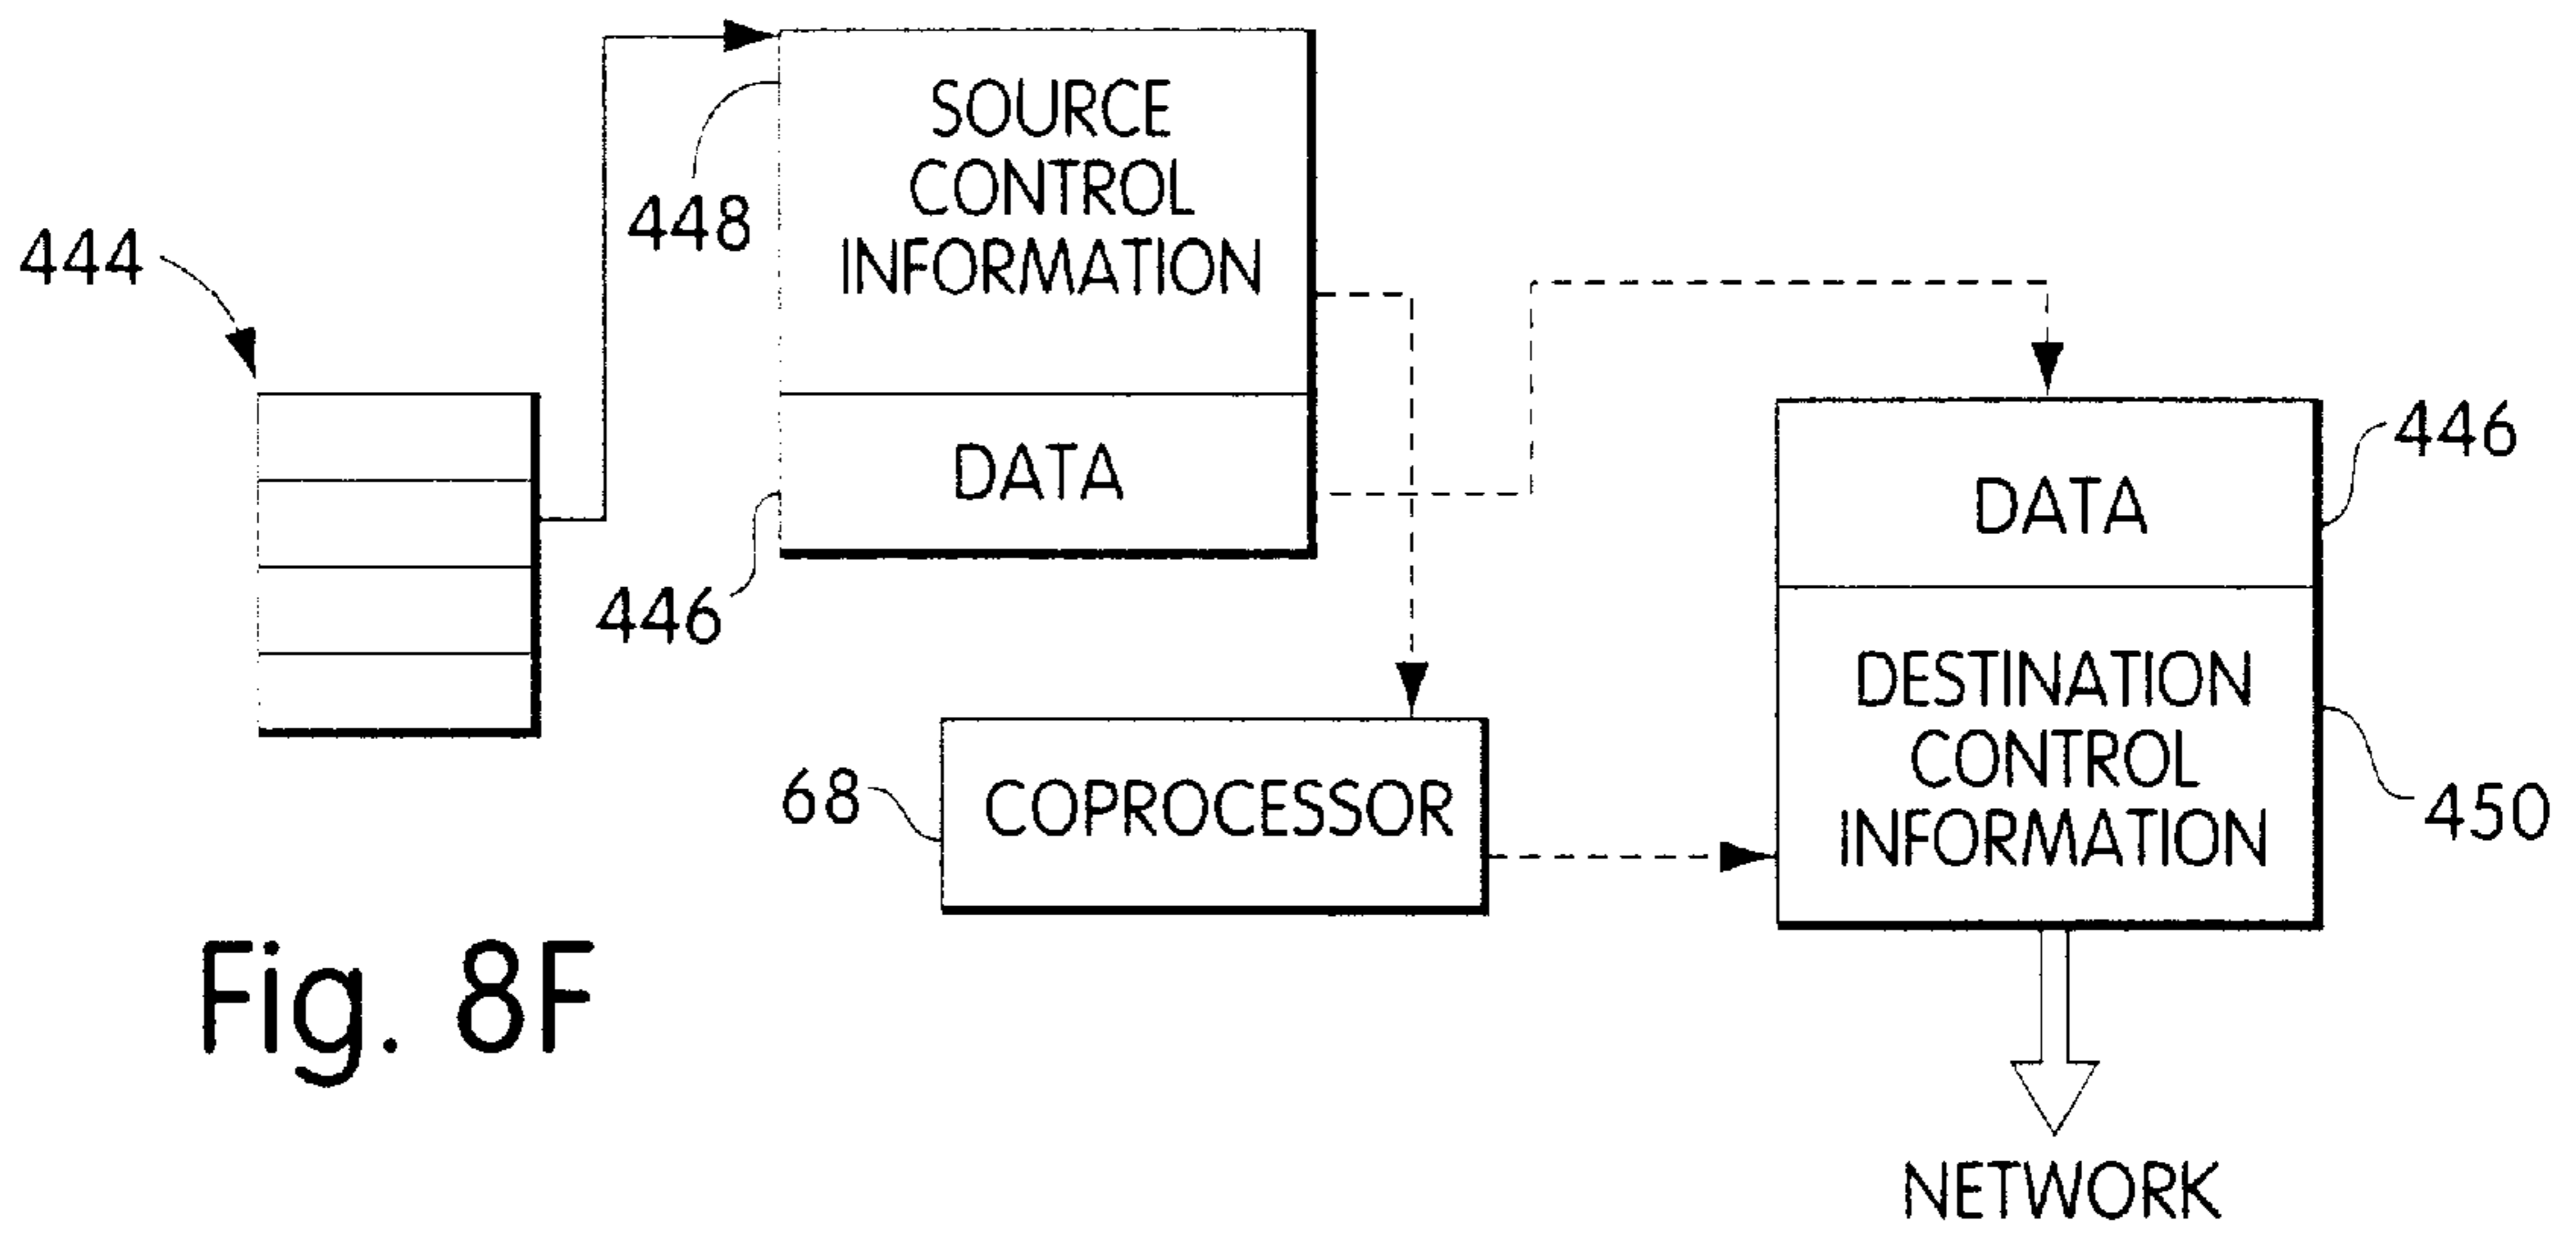 SOURCE
CONTROL
INFORMATION
448
444
DATA
446
446
DATA
DESTINATION
CONTROL
INFORMATION
450
68
COPROCESSOR
Fig. 8F
NETWORK